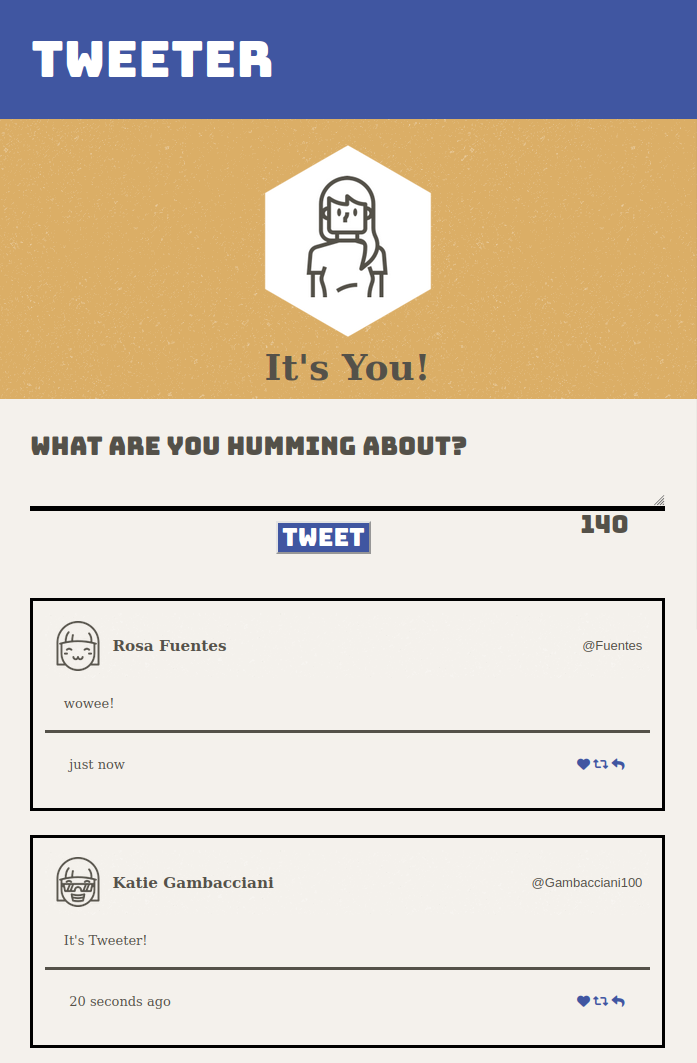 TWEETER
It's You!
WHAT ARE YOU HUMMING ABOUT?
TWEET
140
Rosa Fuentes
@Fuentes
wowee!
just now
Katie Gambacciani
@Gambacciani100
It's Tweeter!
20 seconds ago